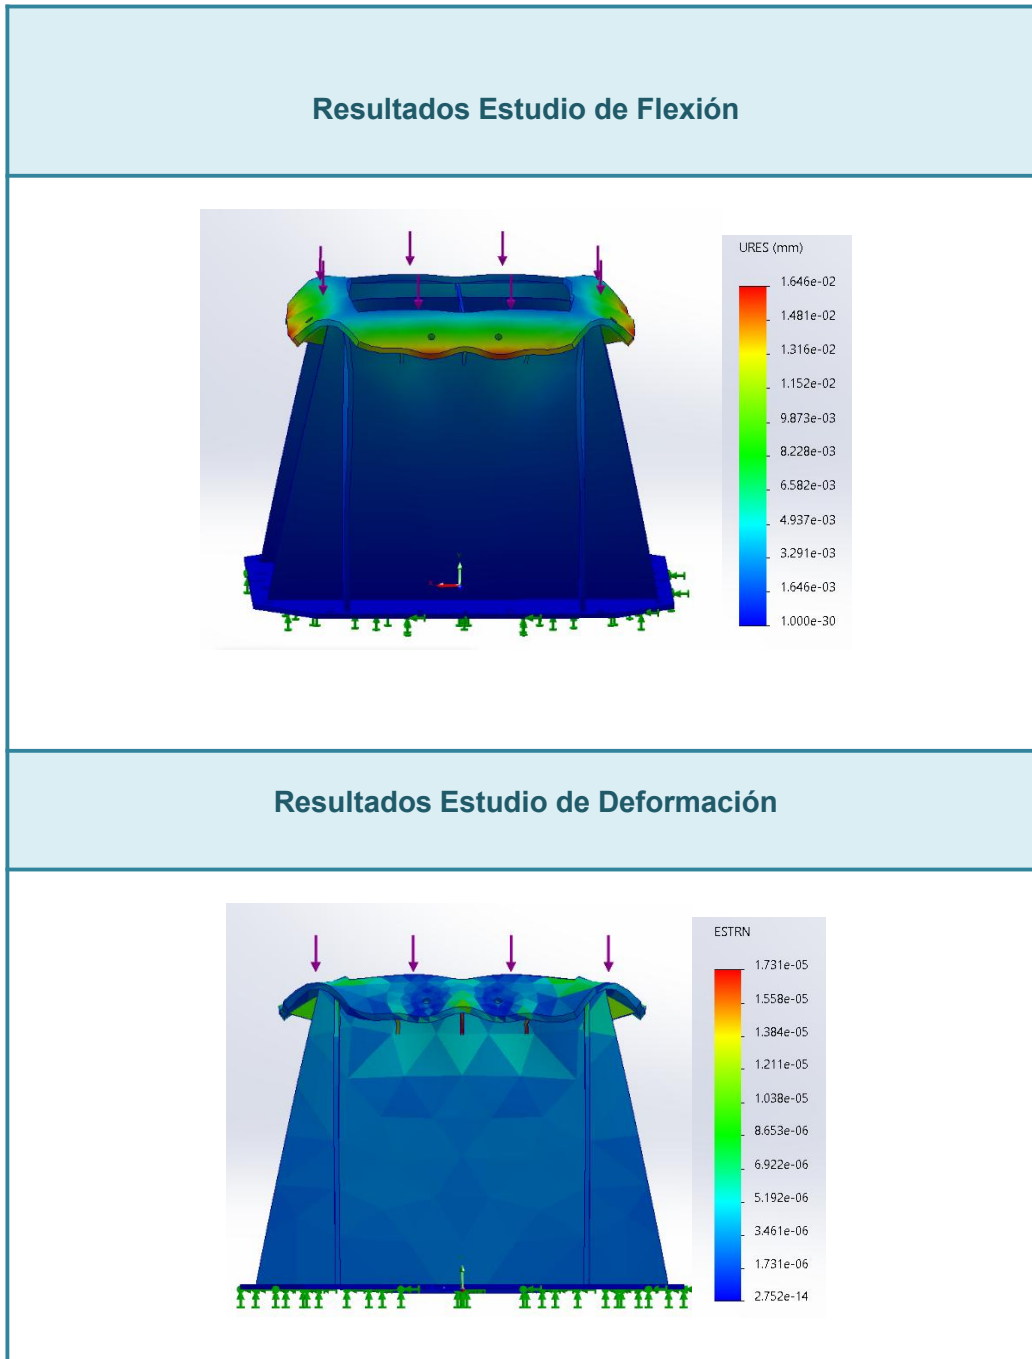 Resultados Estudio de Flexión
URES (mm)
1.646e-02
1.481e-02
1.316e-02
1.152e-02
9.873e-03
8.228e-03
6.582e-03
4.937e-03
3.291e-03
1.646e-03
1.000e-30
Resultados Estudio de Deformación
ESTRN
1.731e-05
1.558e-05
1.384e-05
1.211e-05
1.038e-05
8.653e-06
6.922e-06
5.192e-06
3.461e-06
1.731e-06
2.752e-14